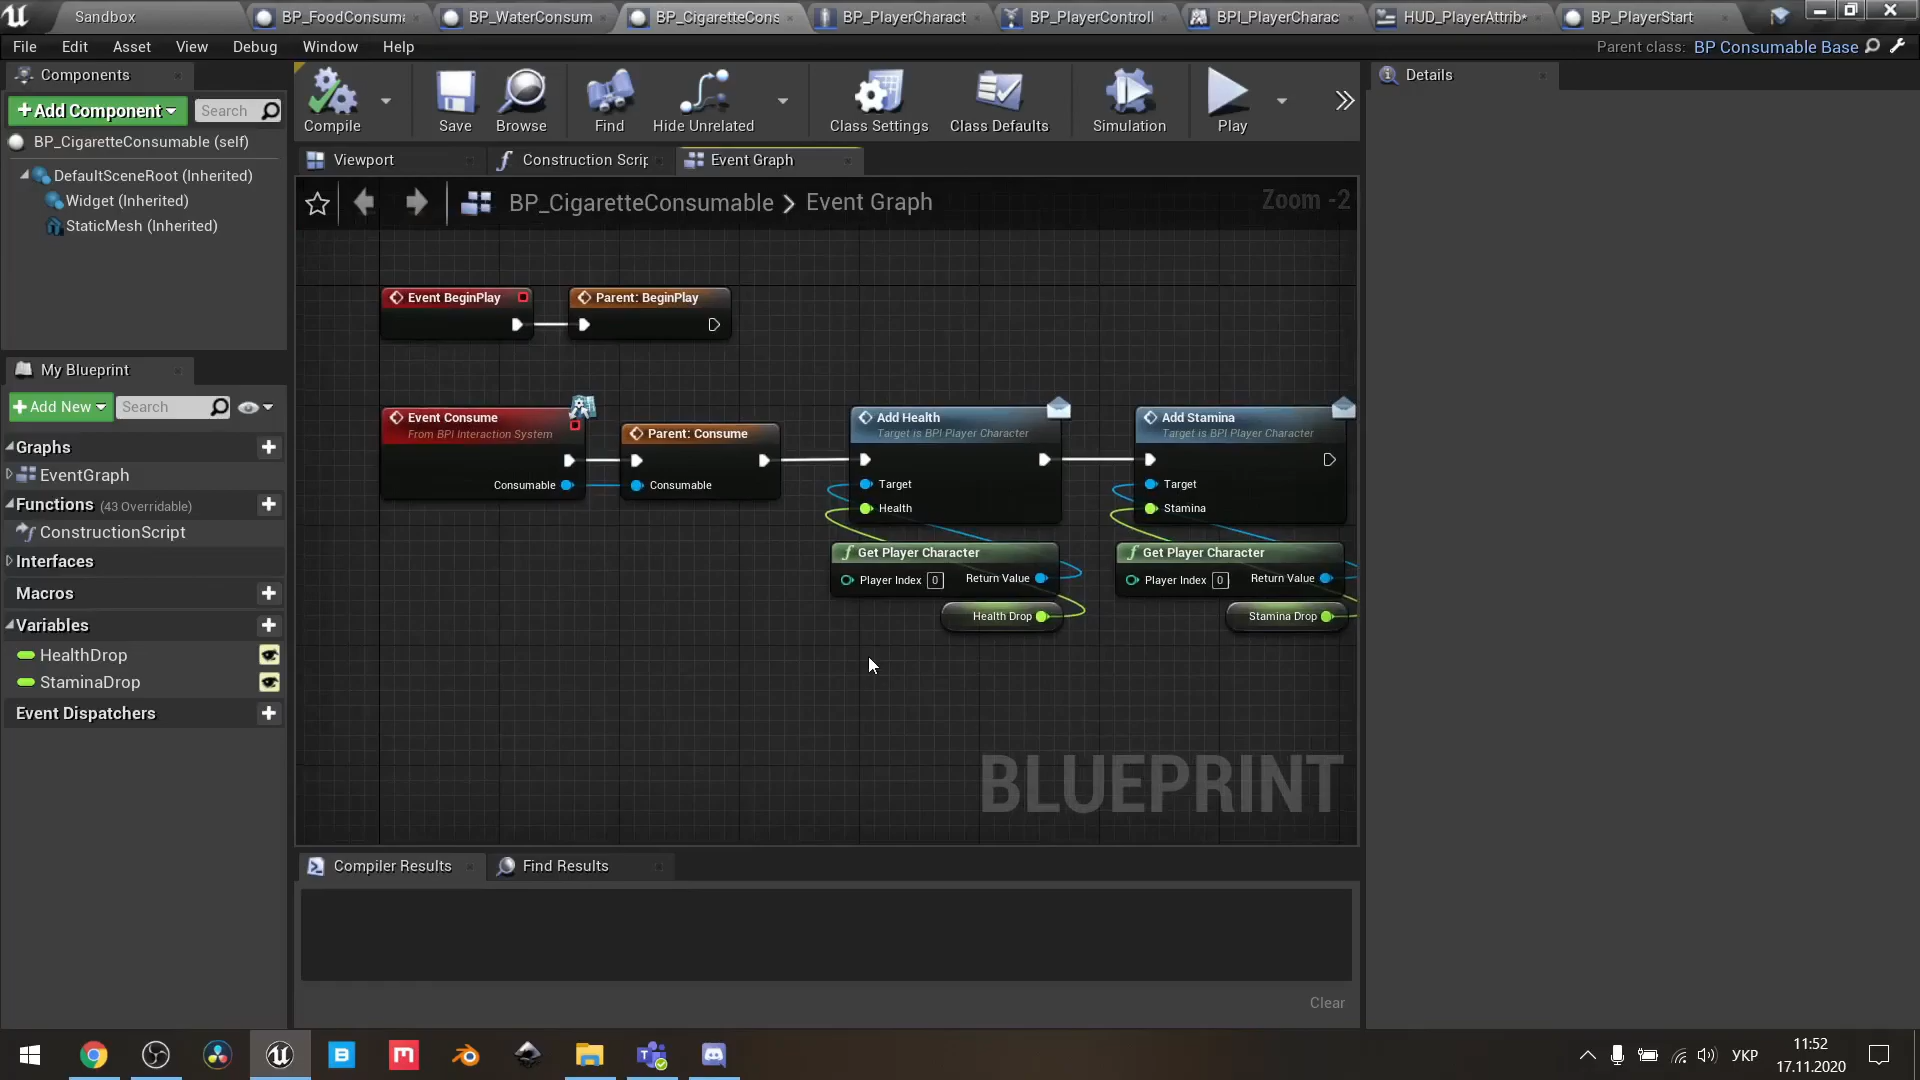 Sandbox
BP_FoodConsum
BP_WaterConsum
BP_CigaretteCons
BP_PlayerCharact
BP_PlayerControll
BPI_PlayerCharac
HUD_PlayerAttrib*
BP_PlayerStart
File Edit Asset View Debug Window Help
Parent class: BP Consumable Base
Components
+Add Component
Search
BP_CigaretteConsumable (self)
DefaultSceneRoot (Inherited)
Widget (Inherited)
StaticMesh (Inherited)
My Blueprint
+Add New
Search
Graphs
EventGraph
Functions (43 Overridable)
ConstructionScript
Interfaces
Macros
Variables
HealthDrop
StaminaDrop
Event Dispatchers
Compile
Save
Browse
Find
Hide Unrelated
Class Settings
Class Defaults
Simulation
Play
Viewport
Construction Scrip
Event Graph
BP_CigaretteConsumable > Event Graph
Zoom -2
Event BeginPlay
Parent: BeginPlay
Event Consume
From BPI Interaction System
Consumable
Parent: Consume
Consumable
Add Health
Target is BPI Player Character
Target
Health
Get Player Character
Player Index 0 Return Value
Health Drop
Add Stamina
Target is BPI Player Character
Target
Stamina
Get Player Character
Player Index 0 Return Value
Stamina Drop
BLUEPRINT
Compiler Results
Find Results
Clear
Details
B
УКР
11:52
17.11.2020